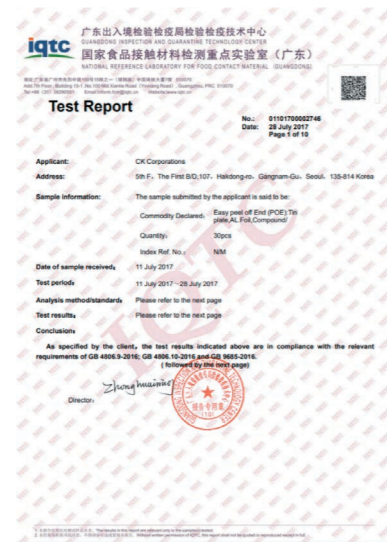 iqtc
广东出入境检验检疫局检验检疫技术中心
GUANGDONG INSPECTION AND QUARANTINE TECHNOLOGY CENTER
国家食品接触材料检测重点实验室（广东）
NATIONAL REFERENCE LABORATORY FOR FOOD CONTACT MATERIAL (GUANGDONG)
Test Report
No.: 01101700002746
Date: 28 July 2017
Page 1 of 10
Applicant: CK Corporations
Address: 5th F, The First B/D,107, Hakdong-ro, Gangnam-Gu, Seoul, 135-814 Korea
Sample information: The sample submitted by the applicant is said to be:
Commodity Declared: Easy peel off End (POE):Tin
plate,AL Foil,Compound/
Quantity: 30pcs
Index Ref. No.: N/M
Date of sample received: 11 July 2017
Test period: 11 July 2017~28 July 2017
Analysis method/standard: Please refer to the next page
Test results: Please refer to the next page
Conclusion:
As specified by the client, the test results indicated above are in compliance with the relevant
requirements of GB 4806.9-2016; GB 4806.10-2016 and GB 9685-2016.
( followed by the next page)
Director:
IQTC